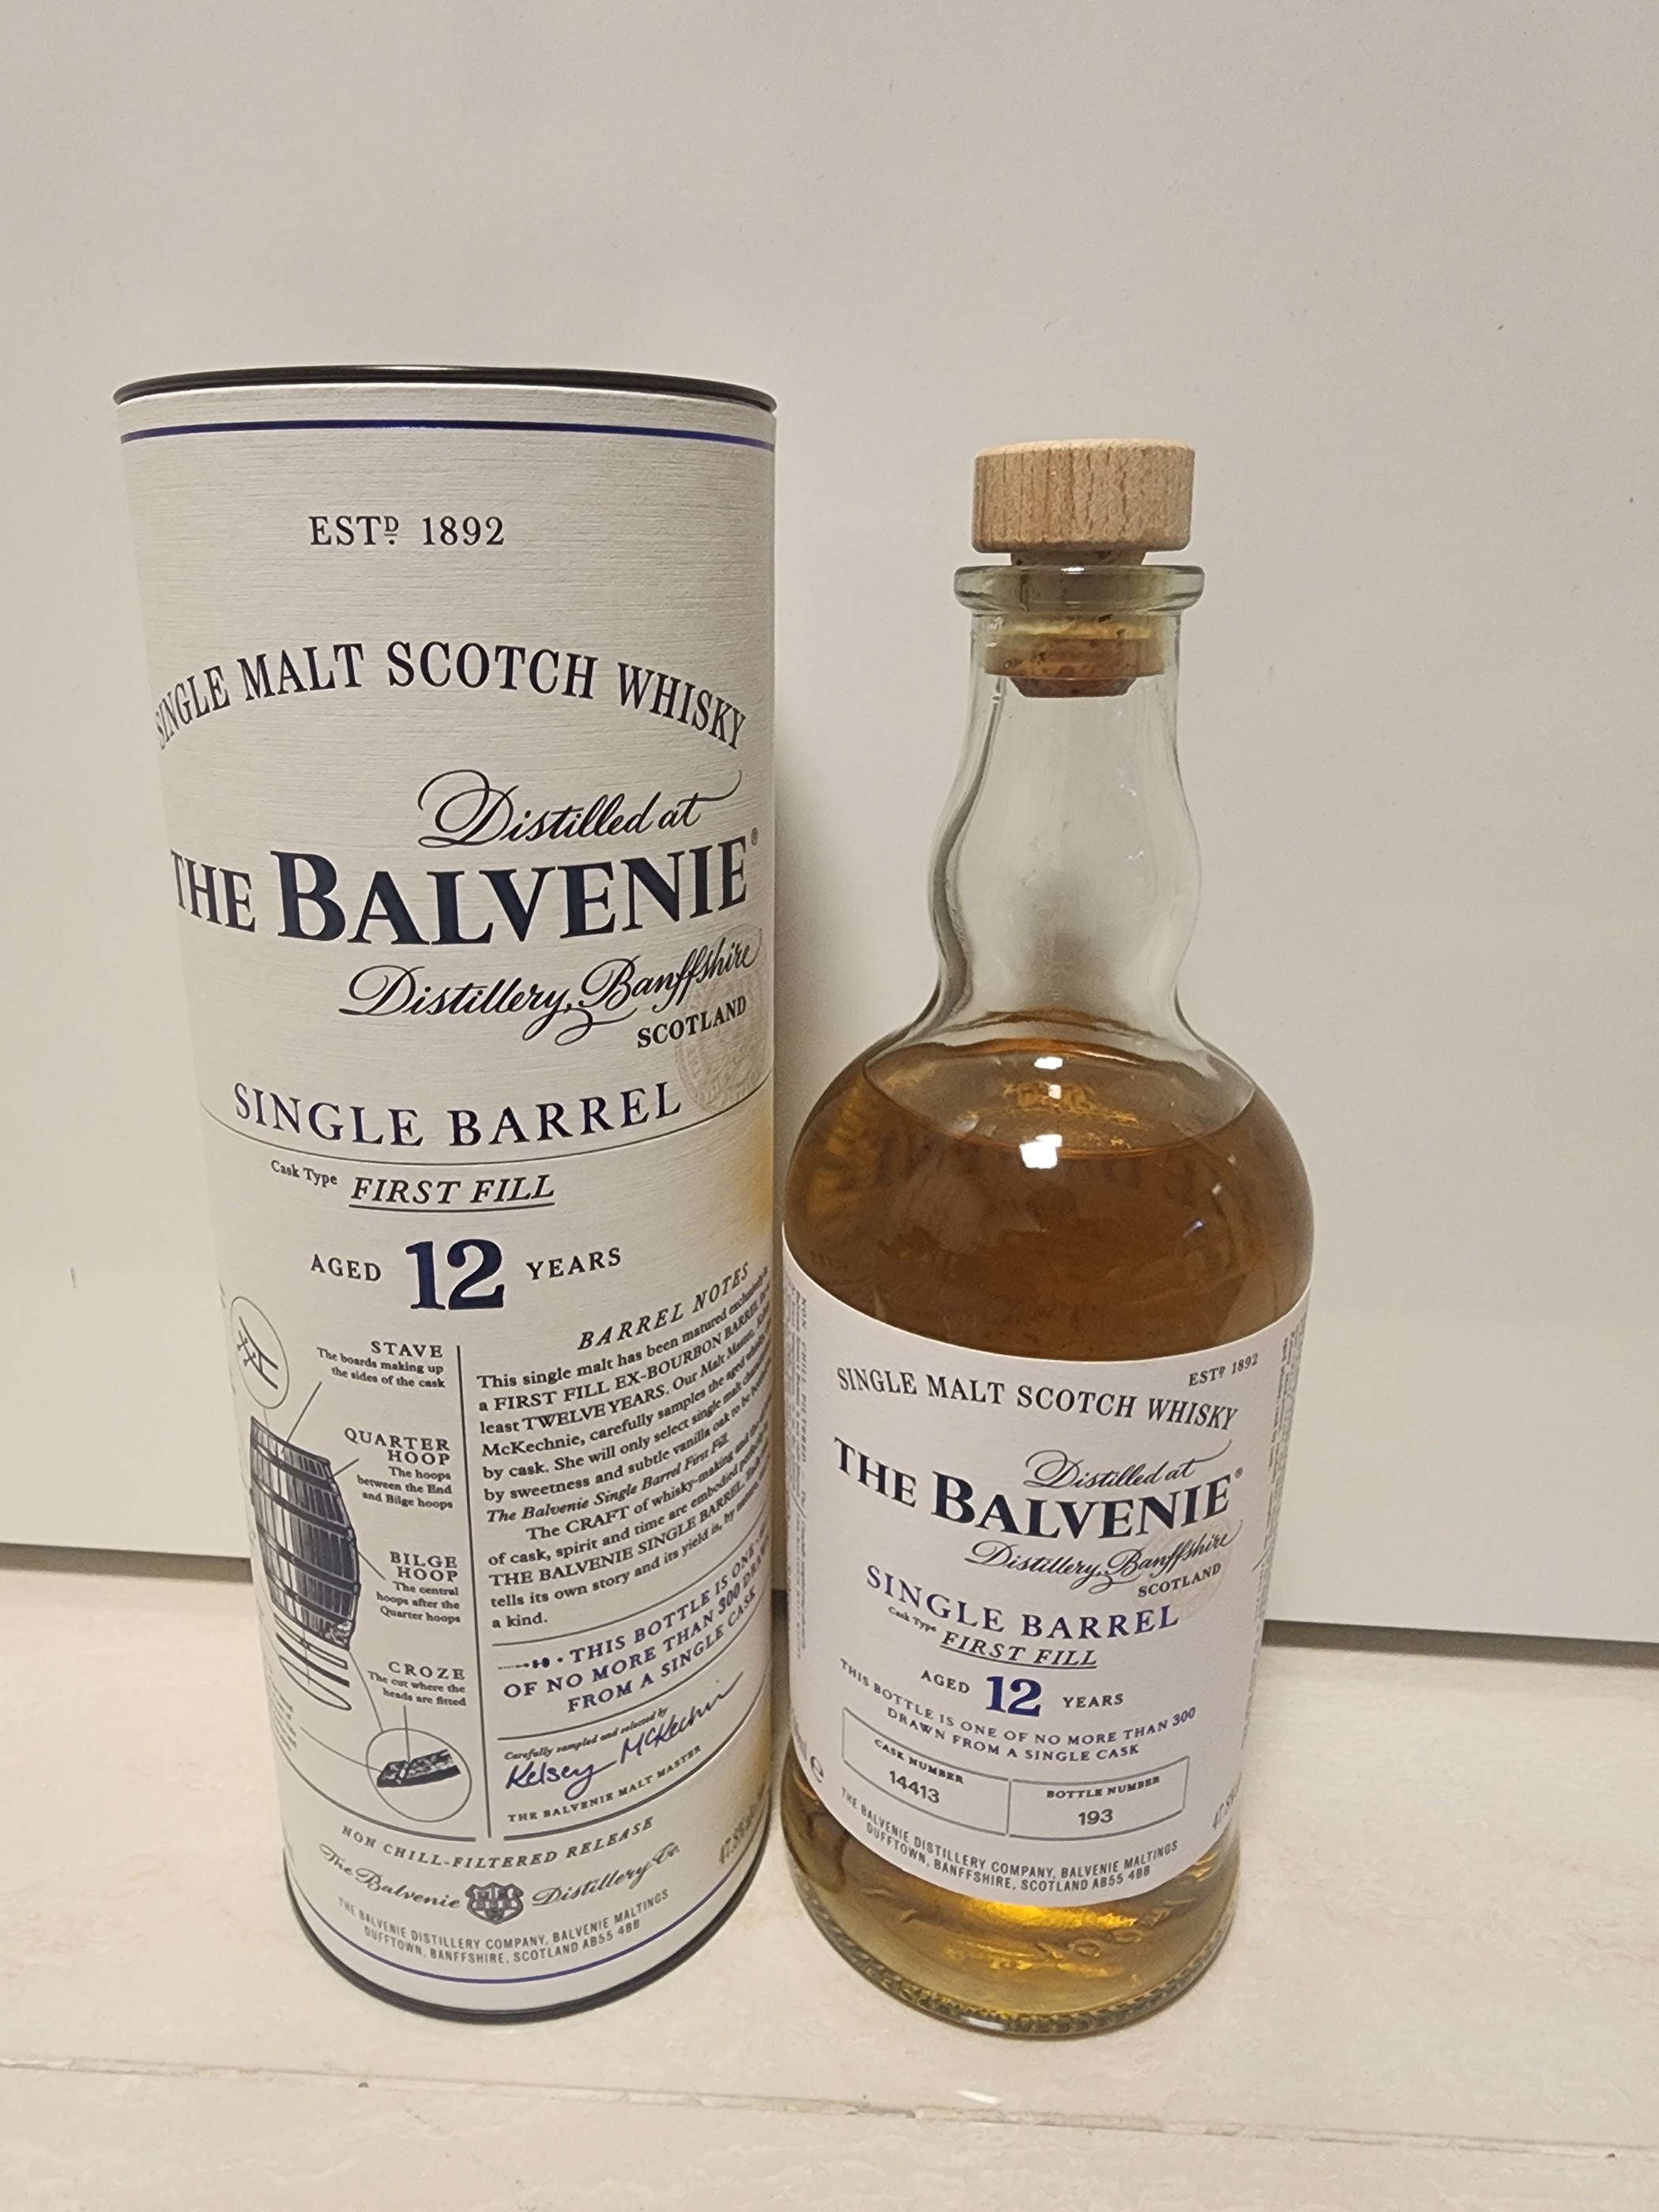 ESTD. 1892
SINGLE MALT SCOTCH WHISKY
Distilled at
THE BALVENIE®
Distillery, Banffshire
SCOTLAND
SINGLE BARREL
Cask Type FIRST FILL
AGED 12 YEARS
STAVE
The boards making up
the sides of the cask
QUARTER
HOOP
The hoops
between the End
and Bilge hoops
BILGE
HOOP
The central
hoops after the
Quarter hoops
CROZE
The cut where the
heads are fitted
BARREL NOTES
This single malt has been matured exclusively
a FIRST FILL EX-BOURBON BARREL
least TWELVE YEARS. Our Malt Master,
McKechnie, carefully samples the aged
by cask. She will only select single malt
by sweetness and subtle vanilla oak to be
The Balvenie Single Barrel First Fill.
The CRAFT of whisky-making and the
of cask, spirit and time are embodied
THE BALVENIE SINGLE BARREL.
tells its own story and its yield is, by
a kind.
THIS BOTTLE IS ONE
OF NO MORE THAN 300 DRAWN
FROM A SINGLE CASK
Carefully sampled and selected by
Kelsey McKechnie
THE BALVENIE MALT MASTER
NON CHILL-FILTERED RELEASE
The Balvenie Distillery Co.
THE BALVENIE DISTILLERY COMPANY, BALVENIE MALTINGS
DUFFTOWN, BANFFSHIRE, SCOTLAND AB55 4BB
ESTD. 1892
SINGLE MALT SCOTCH WHISKY
Distilled at
THE BALVENIE®
Distillery, Banffshire
SCOTLAND
SINGLE BARREL
Cask Type FIRST FILL
AGED 12 YEARS
THIS BOTTLE IS ONE OF NO MORE THAN 300
DRAWN FROM A SINGLE CASK
CASK NUMBER
14413
BOTTLE NUMBER
193
THE BALVENIE DISTILLERY COMPANY, BALVENIE MALTINGS
DUFFTOWN, BANFFSHIRE, SCOTLAND AB55 4BB